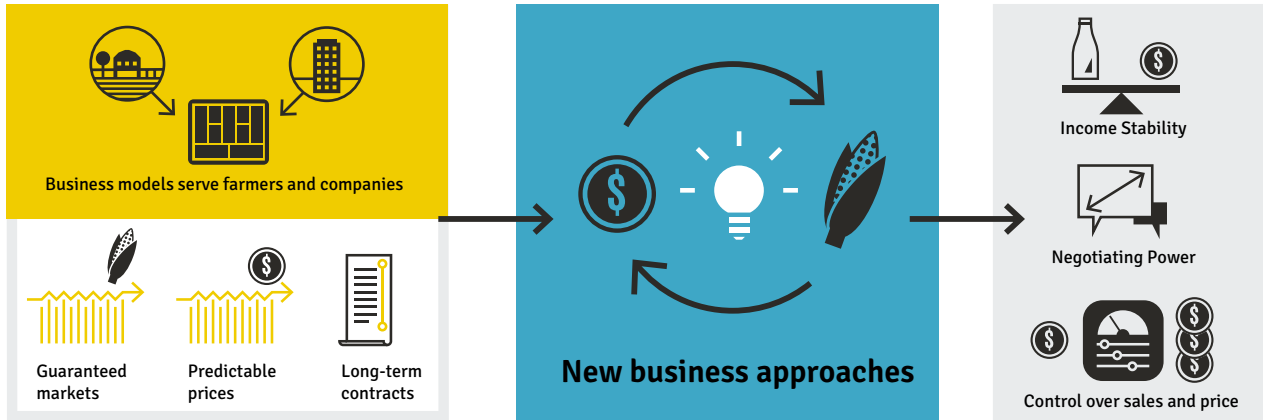 Business models serve farmers and companies
Guaranteed
markets
Predictable
prices
Long-term
contracts
$
$
New business approaches
$
Income Stability
Negotiating Power
$
$
$
$
Control over sales and price